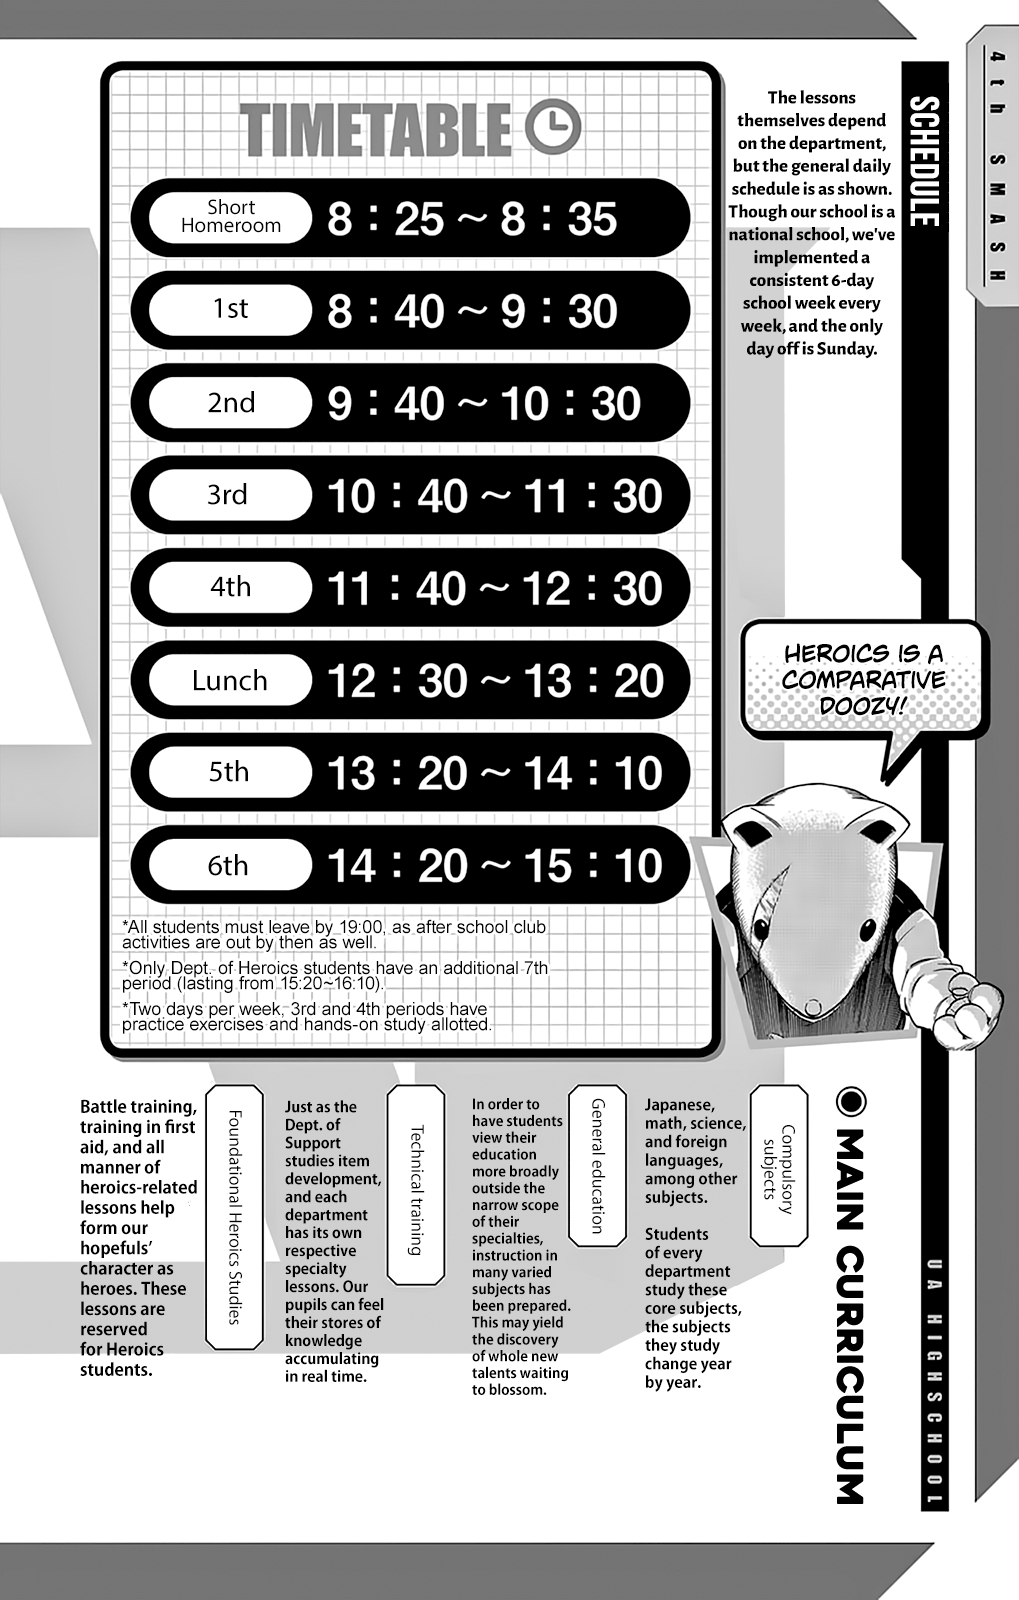 4th SMASH
SCHEDULE
The lessons
themselves depend
on the department,
but the general daily
schedule is as shown.
Though our school is a
national school, we've
implemented a
consistent 6-day
school week every
week, and the only
day off is Sunday.
TIMETABLE
Short
Homeroom
8 : 25 ~ 8 : 35
1st 8 : 40 ~ 9 : 30
2nd 9 : 40 ~ 10 : 30
3rd 10 : 40 ~ 11 : 30
4th 11 : 40 ~ 12 : 30
Lunch 12 : 30 ~ 13 : 20
5th 13 : 20 ~ 14 : 10
6th 14 : 20 ~ 15 : 10
*All students must leave by 19:00, as after school club
activities are out by then as well.
*Only Dept. of Heroics students have an additional 7th
period (lasting from 15:20~16:10).
*Two days per week, 3rd and 4th periods have
practice exercises and hands-on study allotted.
HEROICS IS A
COMPARATIVE
DOOZY!
MAIN CURRICULUM
Compulsory
subjects
Japanese,
math, science,
and foreign
languages,
among other
subjects.
Students
of every
department
study these
core subjects,
the subjects
they study
change year
by year.
General education
In order to
have students
view their
education
more broadly
outside the
narrow scope
of their
specialties,
instruction in
many varied
subjects has
been prepared.
This may yield
the discovery
of whole new
talents waiting
to blossom.
Technical training
Just as the
Dept. of
Support
studies item
development,
and each
department
has its own
respective
specialty
lessons. Our
pupils can feel
their stores of
knowledge
accumulating
in real time.
Foundational Heroics Studies
Battle training,
training in first
aid, and all
manner of
heroics-related
lessons help
form our
hopefuls'
character as
heroes. These
lessons are
reserved
for Heroics
students.
UA HIGHSCHOOL